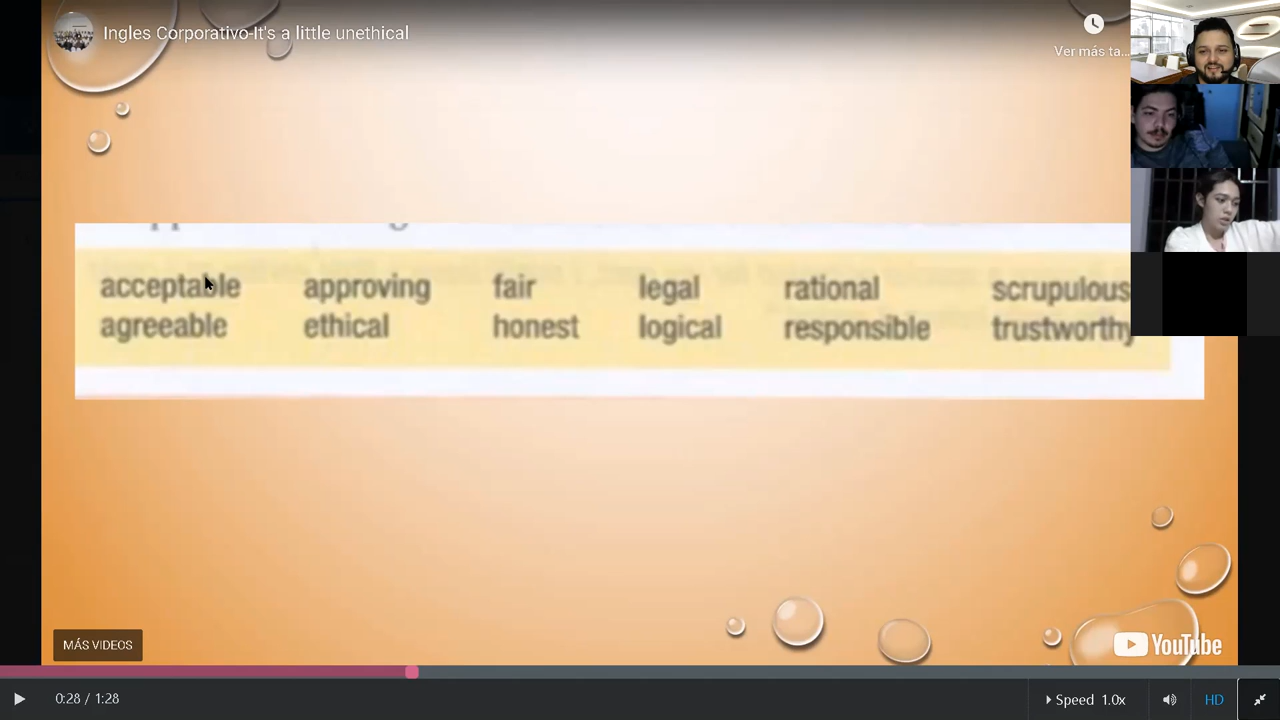 Ingles Corporativo-It's a little unethical
Ver más ta...
acceptable approving fair legal rational scrupulous
agreeable ethical honest logical responsible trustworthy
MÁS VIDEOS
YouTube
0:28 / 1:28
Speed 1.0x
HD